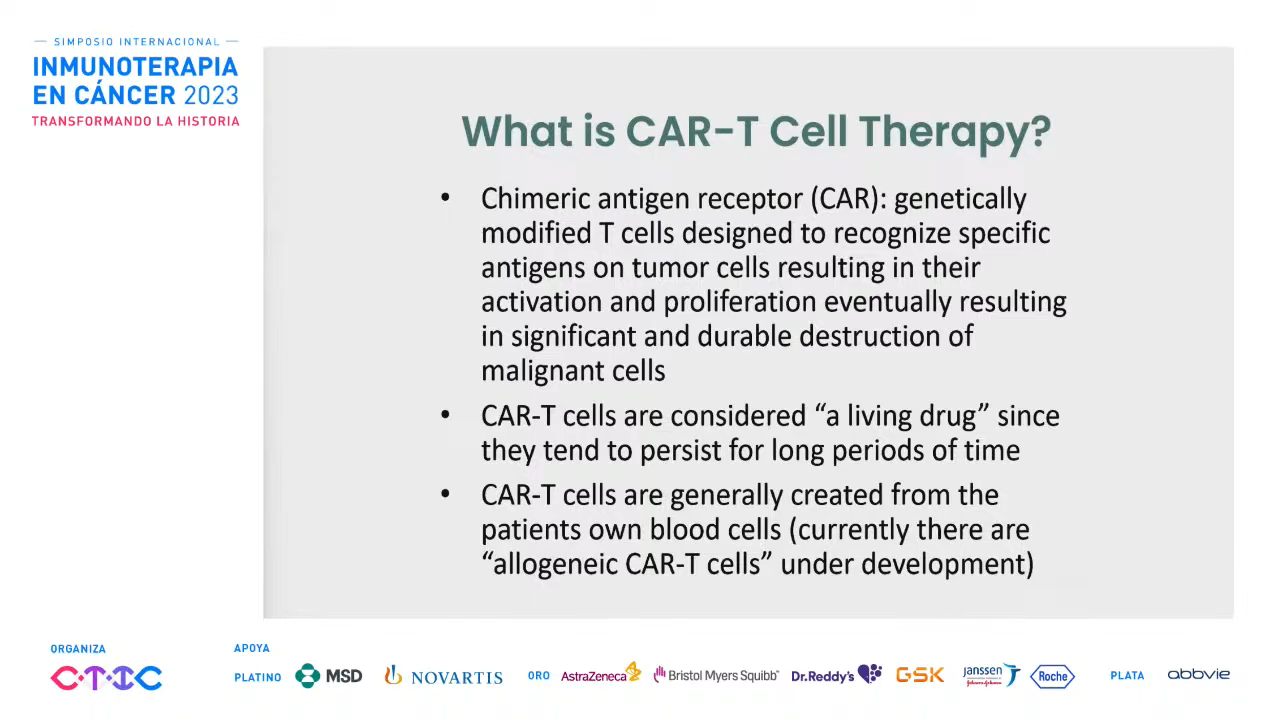 SIMPOSIO INTERNACIONAL
INMUNOTERAPIA
EN CÁNCER 2023
TRANSFORMANDO LA HISTORIA
What is CAR-T Cell Therapy?
• Chimeric antigen receptor (CAR): genetically
modified T cells designed to recognize specific
antigens on tumor cells resulting in their
activation and proliferation eventually resulting
in significant and durable destruction of
malignant cells
• CAR-T cells are considered “a living drug” since
they tend to persist for long periods of time
• CAR-T cells are generally created from the
patients own blood cells (currently there are
“allogeneic CAR-T cells” under development)
ORGANIZA
CTIC
APOYA
PLATINO
MSD
NOVARTIS
ORO
AstraZeneca
Bristol Myers Squibb
Dr.Reddy's
GSK
Janssen
Johnson&Johnson
Roche
PLATA
abbvie